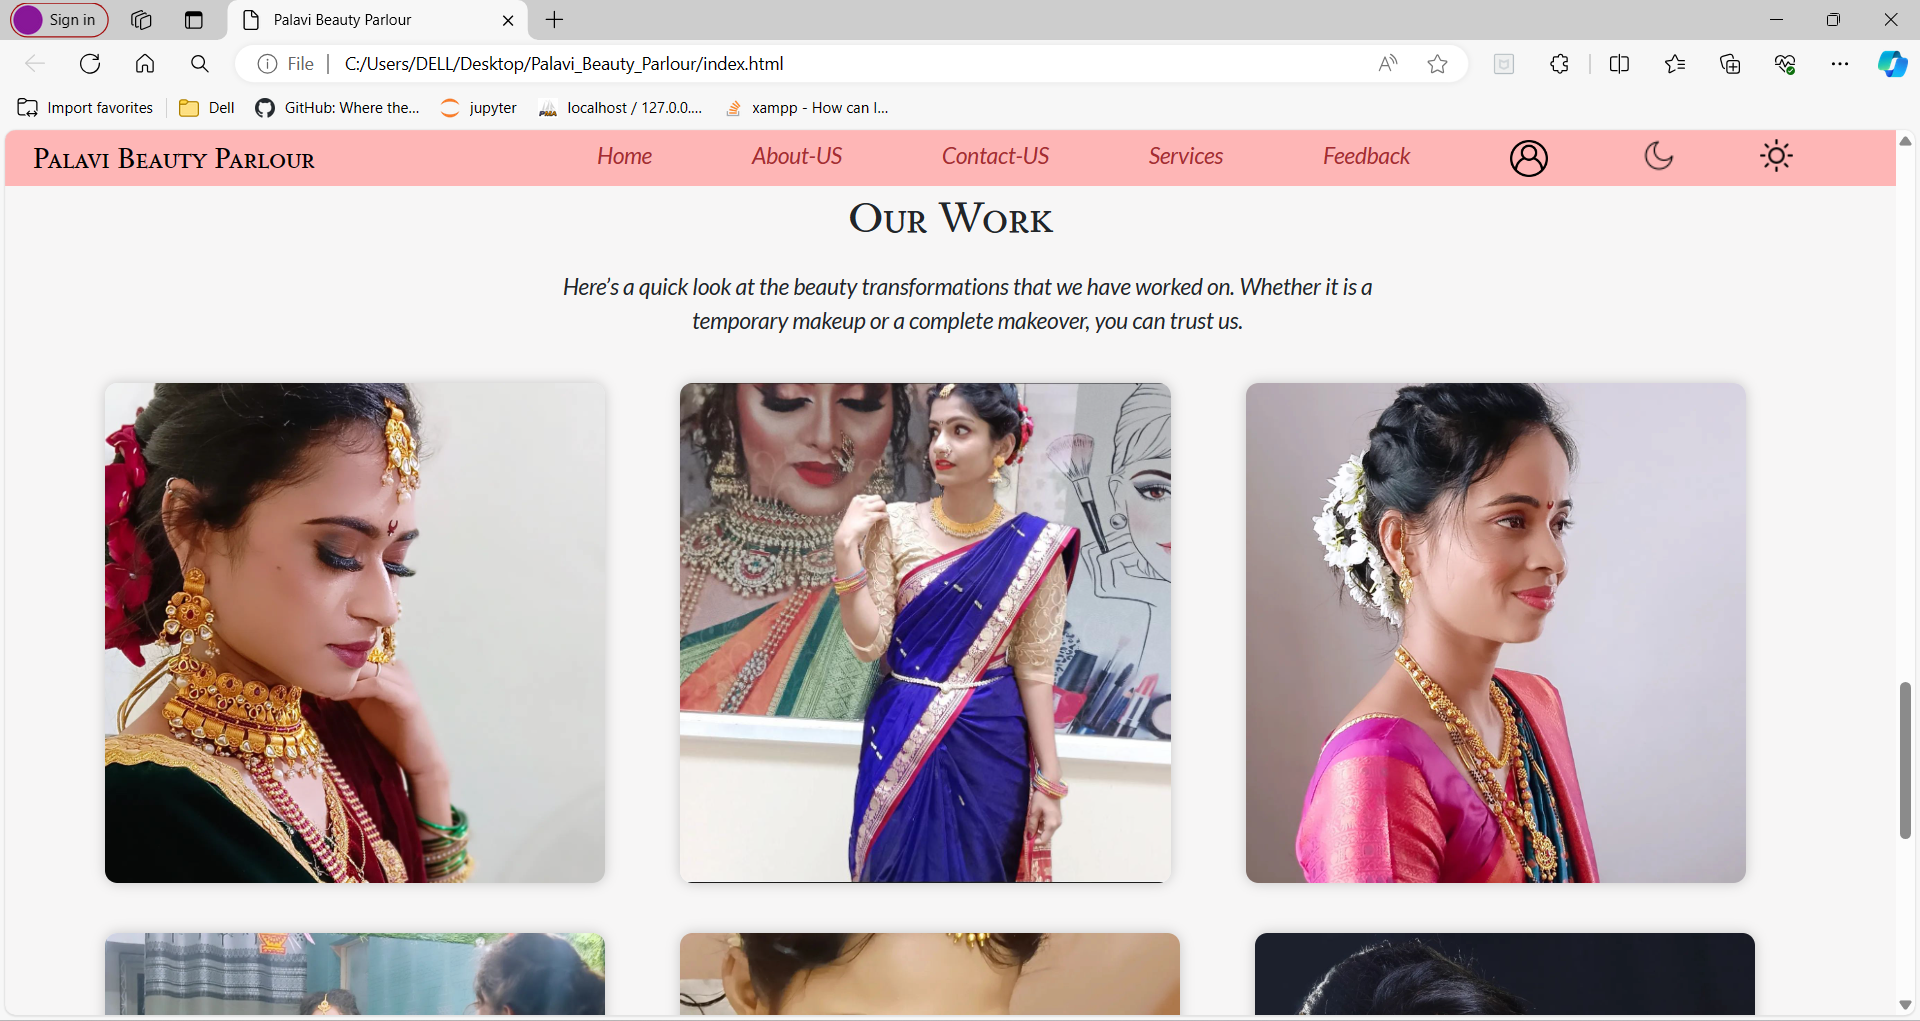 Sign in
Palavi Beauty Parlour
File
C:/Users/DELL/Desktop/Palavi_Beauty_Parlour/index.html
Import favorites
Dell
GitHub: Where the...
jupyter
localhost / 127.0.0....
xampp - How can I...
Palavi Beauty Parlour
Home
About-US
Contact-US
Services
Feedback
Our Work
Here's a quick look at the beauty transformations that we have worked on. Whether it is a
temporary makeup or a complete makeover, you can trust us.